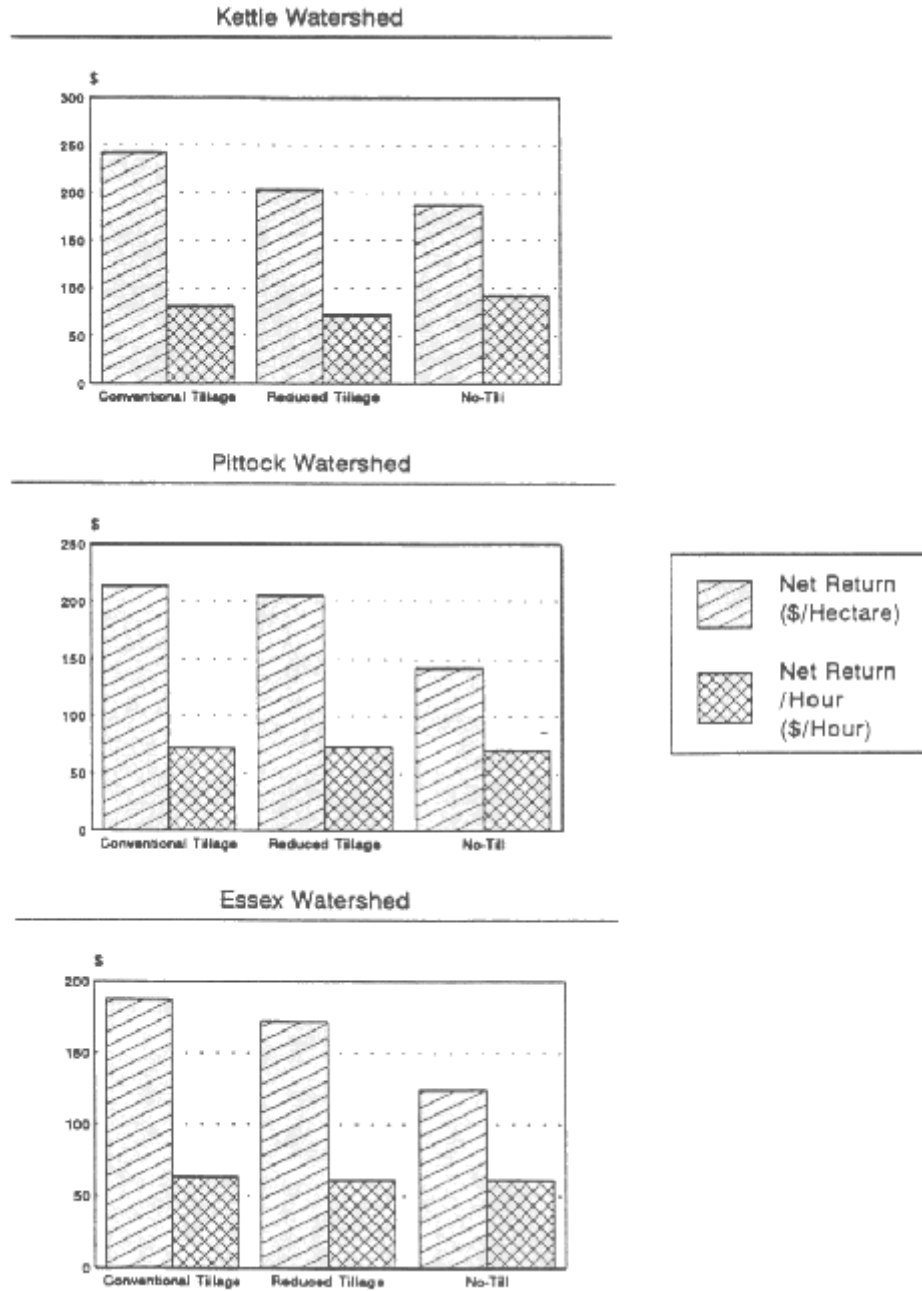 Kettle Watershed
$
300
250
200
150
100
50
0
Conventional Tillage Reduced Tillage No-Till
Pittock Watershed
$
250
200
150
100
50
0
Conventional Tillage Reduced Tillage No-Till
Net Return
($/Hectare)
Net Return
/Hour
($/Hour)
Essex Watershed
$
200
150
100
50
0
Conventional Tillage Reduced Tillage No-Till